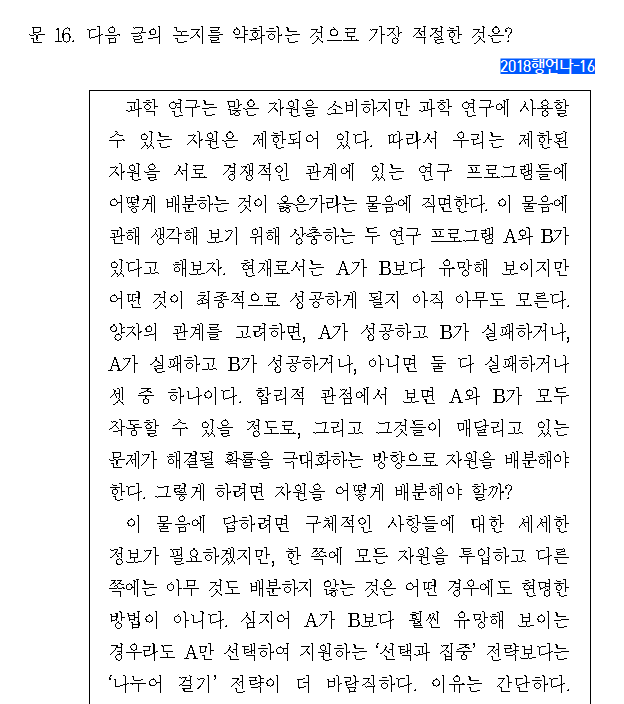 문 16. 다음 글의 논지를 약화하는 것으로 가장 적절한 것은?
2018행언나-16
과학 연구는 많은 자원을 소비하지만 과학 연구에 사용할
수 있는 자원은 제한되어 있다. 따라서 우리는 제한된
자원을 서로 경쟁적인 관계에 있는 연구 프로그램들에
어떻게 배분하는 것이 옳은가라는 물음에 직면한다. 이 물음에
관해 생각해 보기 위해 상충하는 두 연구 프로그램 A와 B가
있다고 해보자. 현재로서는 A가 B보다 유망해 보이지만
어떤 것이 최종적으로 성공하게 될지 아직 아무도 모른다.
양자의 관계를 고려하면, A가 성공하고 B가 실패하거나,
A가 실패하고 B가 성공하거나, 아니면 둘 다 실패하거나
셋 중 하나이다. 합리적 관점에서 보면 A와 B가 모두
작동할 수 있을 정도로, 그리고 그것들이 매달리고 있는
문제가 해결될 확률을 극대화하는 방향으로 자원을 배분해야
한다. 그렇게 하려면 자원을 어떻게 배분해야 할까?
이 물음에 답하려면 구체적인 사항들에 대한 세세한
정보가 필요하겠지만, 한 쪽에 모든 자원을 투입하고 다른
쪽에는 아무 것도 배분하지 않는 것은 어떤 경우에도 현명한
방법이 아니다. 심지어 A가 B보다 훨씬 유망해 보이는
경우라도 A만 선택하여 지원하는 ‘선택과 집중’ 전략보다는
‘나누어 걸기’ 전략이 더 바람직하다. 이유는 간단하다.